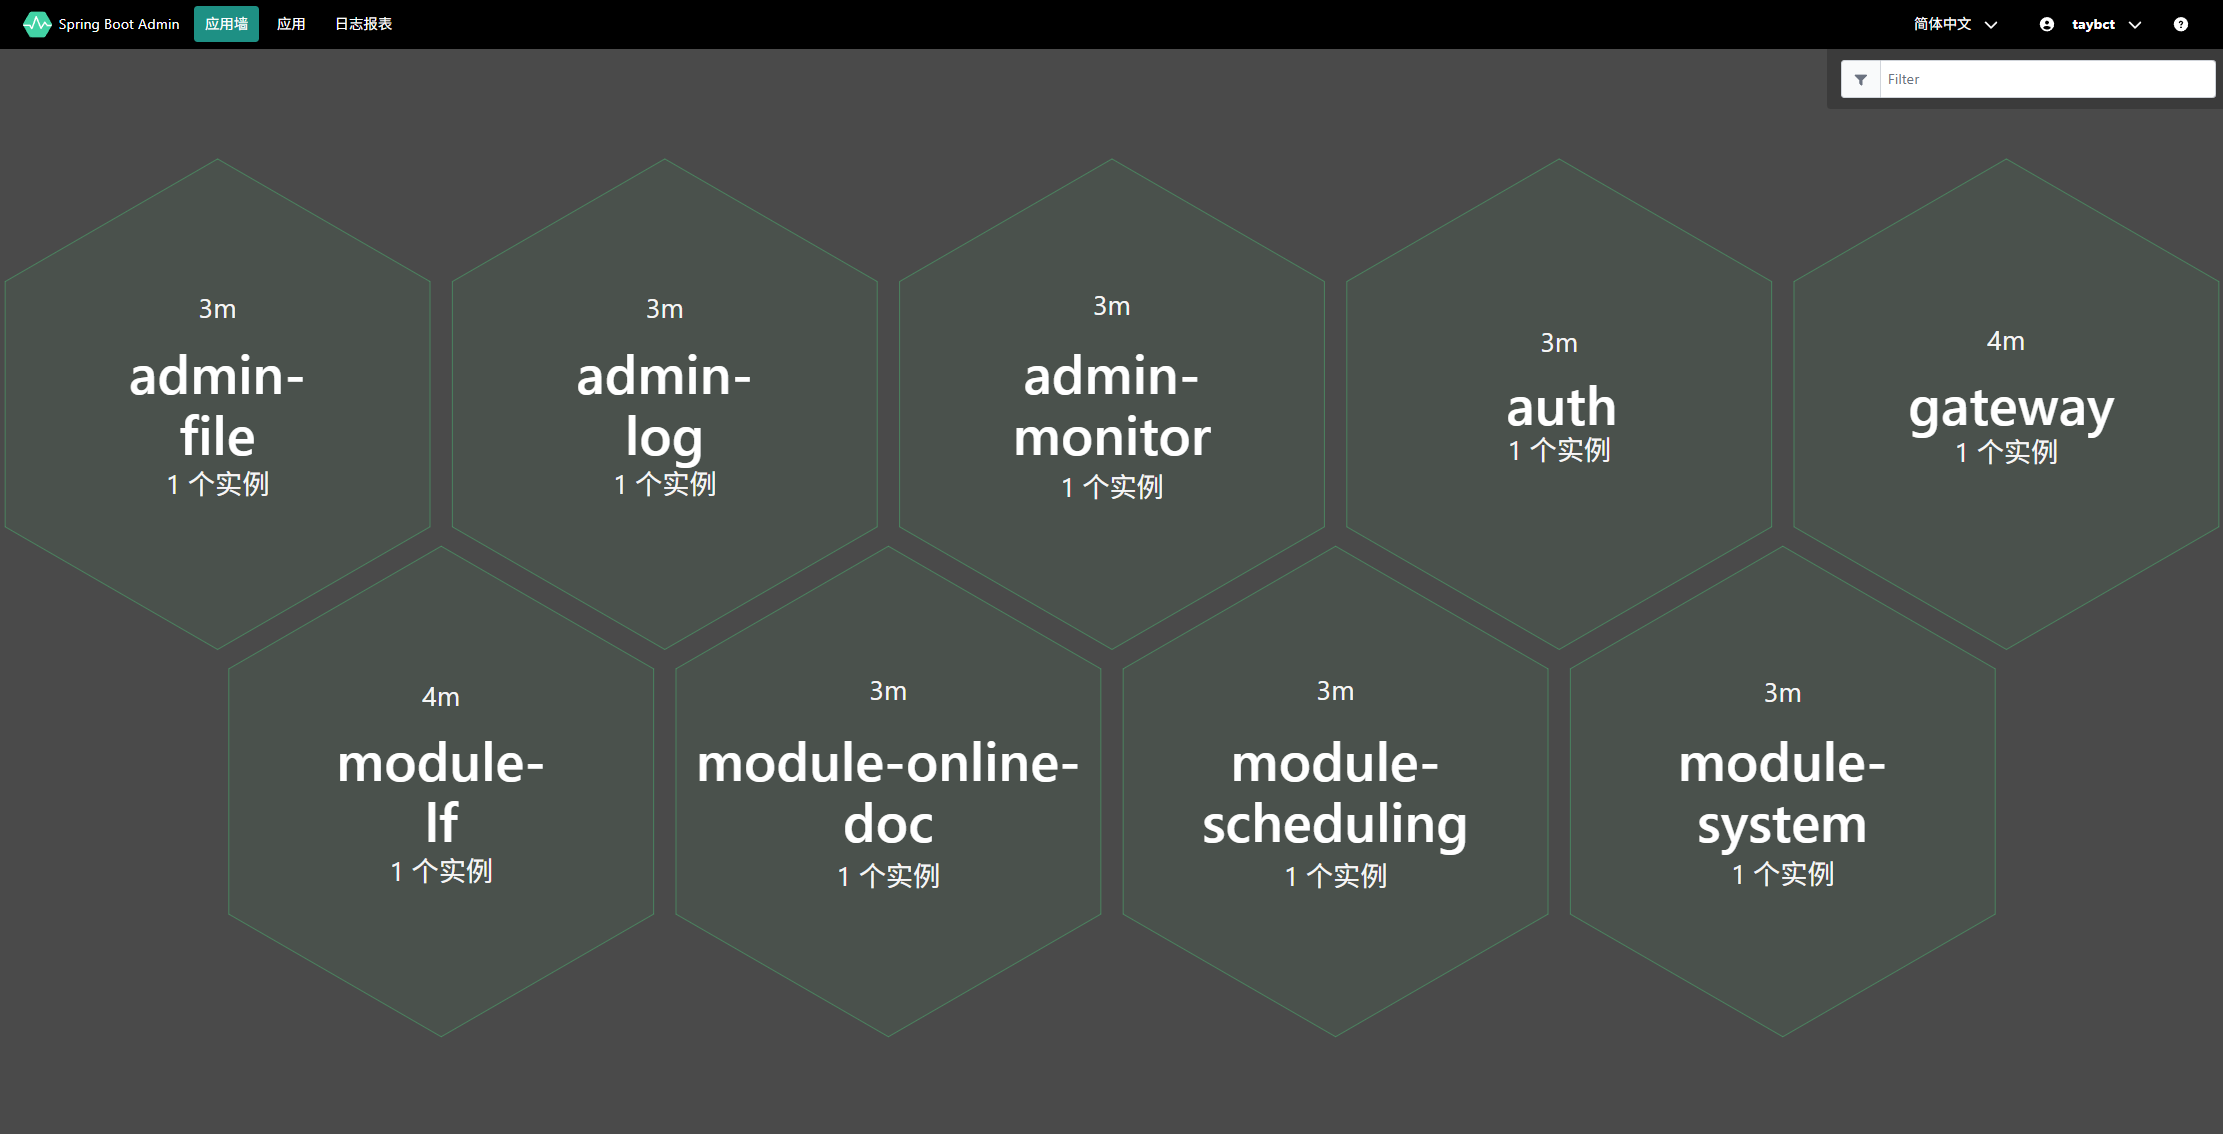 Spring Boot Admin 应用墙 应用 日志报表 简体中文 taybct
Filter
3m
admin-
file
1 个实例
3m
admin-
log
1 个实例
3m
admin-
monitor
1 个实例
3m
auth
1 个实例
4m
gateway
1 个实例
4m
module-
lf
1 个实例
3m
module-online-
doc
1 个实例
3m
module-
scheduling
1 个实例
3m
module-
system
1 个实例